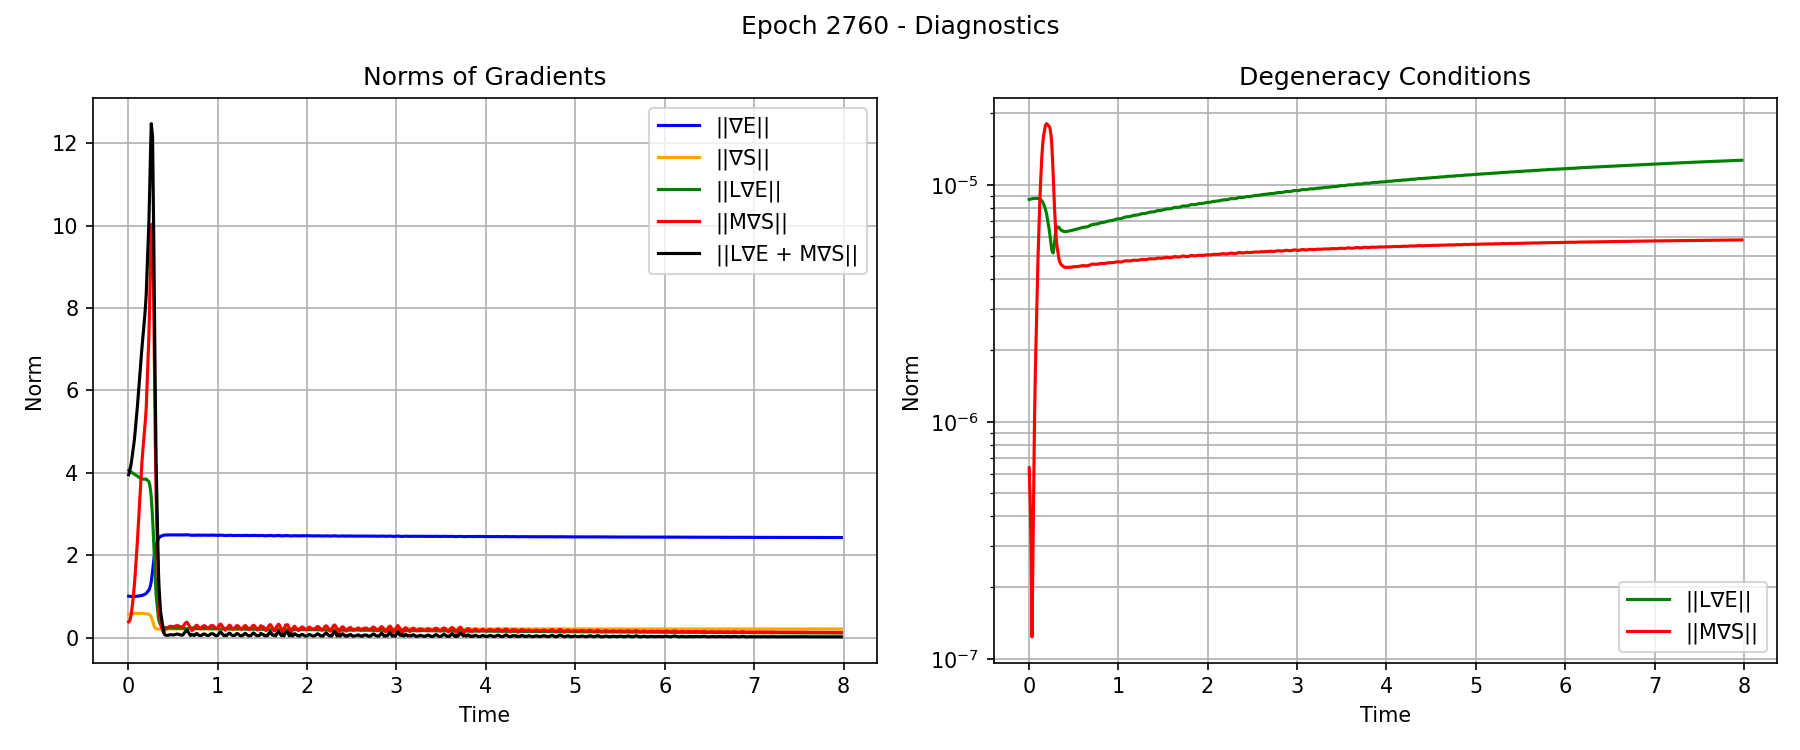 Epoch 2760 - Diagnostics
Norms of Gradients
Norm
12
10
8
6
4
2
0
0 1 2 3 4 5 6 7 8
Time
||∇E||
||∇S||
||L∇E||
||M∇S||
||L∇E + M∇S||
Degeneracy Conditions
Norm
10⁻⁵
10⁻⁶
10⁻⁷
0 1 2 3 4 5 6 7 8
Time
||L∇E||
||M∇S||